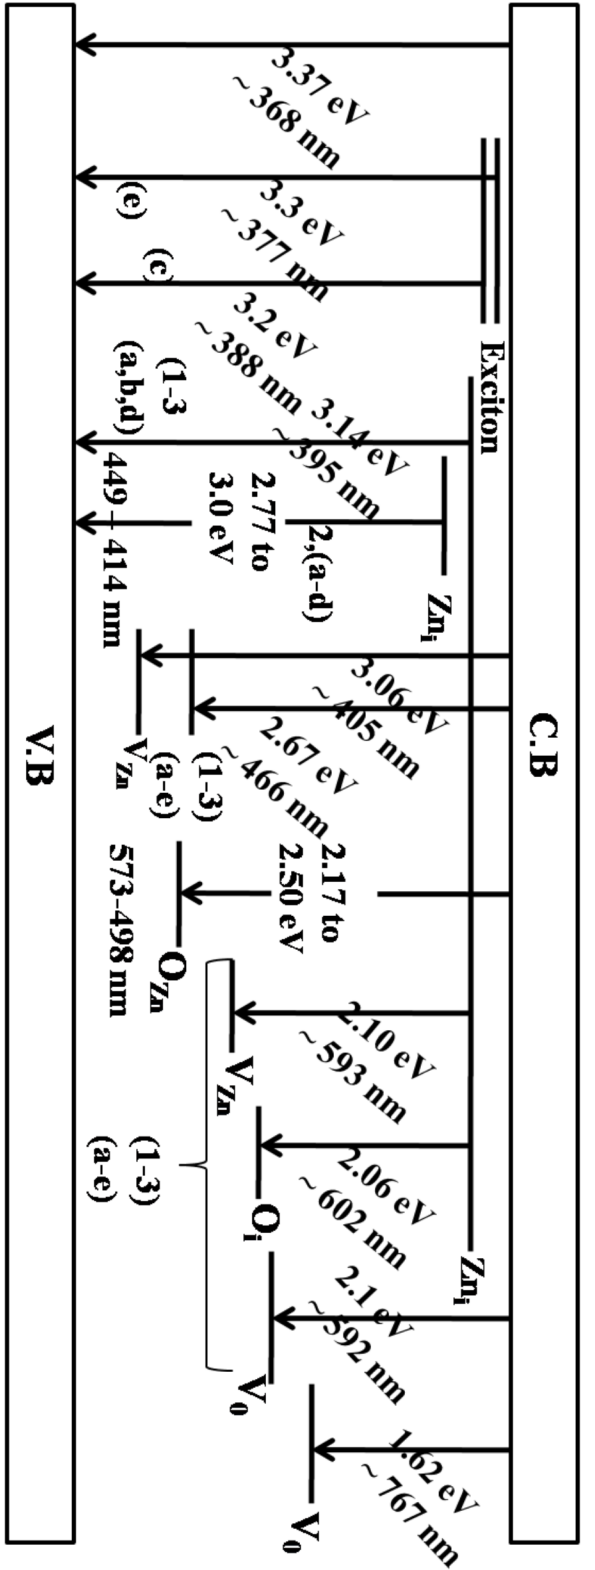 C.B
3.37 eV
~368 nm
3.3 eV
~377 nm
(e)
(c)
Exciton
3.2 eV
~388 nm
(1-3
(a,b,d)
3.14 eV
~395 nm
2,(a-d)
2.77 to
3.0 eV
449 - 414 nm
Zni
3.06 eV
~405 nm
2.67 eV
~466 nm
VZn
(1-3)
(a-e)
2.17 to
2.50 eV
573-498 nm
OZn
2.10 eV
~593 nm
VZn
2.06 eV
~602 nm
Oi
Zni
2.1 eV
~592 nm
V0
(1-3)
(a-e)
1.62 eV
~767 nm
V0
V.B